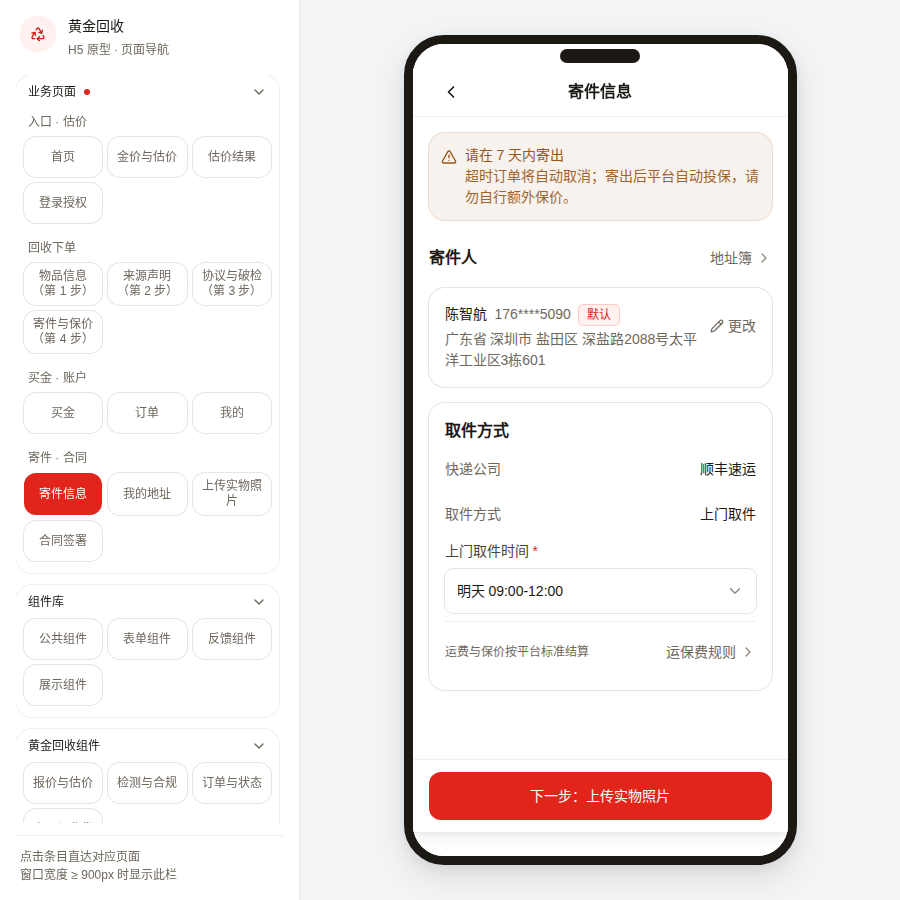 黄金回收
H5 原型 · 页面导航
业务页面
入口 · 估价
首页
金价与估价
估价结果
登录授权
回收下单
物品信息
（第 1 步）
来源声明
（第 2 步）
协议与破检
（第 3 步）
寄件与保价
（第 4 步）
买金 · 账户
买金
订单
我的
寄件 · 合同
寄件信息
我的地址
上传实物照
片
合同签署
组件库
公共组件
表单组件
反馈组件
展示组件
黄金回收组件
报价与估价
检测与合规
订单与状态
点击条目直达对应页面
窗口宽度 ≥ 900px 时显示此栏
寄件信息
请在 7 天内寄出
超时订单将自动取消；寄出后平台自动投保，请
勿自行额外保价。
寄件人
地址簿
陈智航 176****5090 默认
广东省 深圳市 盐田区 深盐路2088号太平
洋工业区3栋601
更改
取件方式
快递公司
顺丰速运
取件方式
上门取件
上门取件时间 *
明天 09:00-12:00
运费与保价按平台标准结算
运保费规则
下一步：上传实物照片